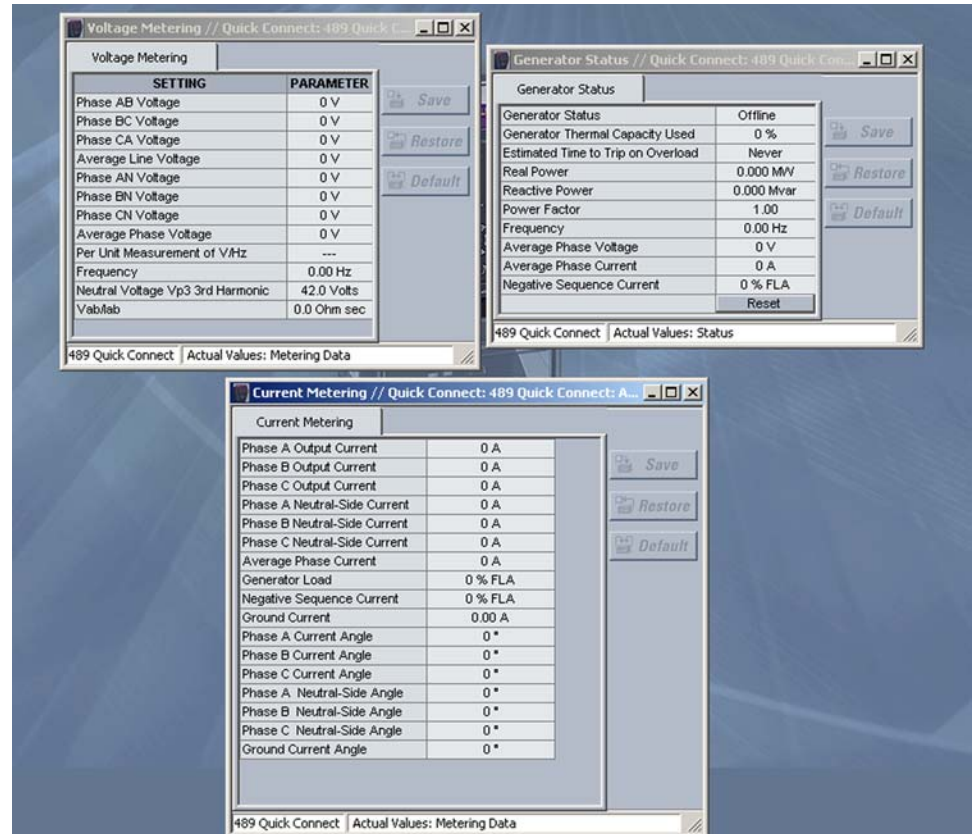 Voltage Metering // Quick Connect: 489 Quick C...
Voltage Metering
SETTING PARAMETER
Phase AB Voltage 0 V
Phase BC Voltage 0 V
Phase CA Voltage 0 V
Average Line Voltage 0 V
Phase AN Voltage 0 V
Phase BN Voltage 0 V
Phase CN Voltage 0 V
Average Phase Voltage 0 V
Per Unit Measurement of V/Hz ---
Frequency 0.00 Hz
Neutral Voltage Vp3 3rd Harmonic 42.0 Volts
Vab/Iab 0.0 Ohm sec
Save
Restore
Default
489 Quick Connect Actual Values: Metering Data
Generator Status // Quick Connect: 489 Quick Con...
Generator Status
Generator Status Offline
Generator Thermal Capacity Used 0 %
Estimated Time to Trip on Overload Never
Real Power 0.000 MW
Reactive Power 0.000 Mvar
Power Factor 1.00
Frequency 0.00 Hz
Average Phase Voltage 0 V
Average Phase Current 0 A
Negative Sequence Current 0 % FLA
Reset
Save
Restore
Default
489 Quick Connect Actual Values: Status
Current Metering // Quick Connect: 489 Quick Connect: A...
Current Metering
Phase A Output Current 0 A
Phase B Output Current 0 A
Phase C Output Current 0 A
Phase A Neutral-Side Current 0 A
Phase B Neutral-Side Current 0 A
Phase C Neutral-Side Current 0 A
Average Phase Current 0 A
Generator Load 0 % FLA
Negative Sequence Current 0 % FLA
Ground Current 0.00 A
Phase A Current Angle 0 °
Phase B Current Angle 0 °
Phase C Current Angle 0 °
Phase A Neutral-Side Angle 0 °
Phase B Neutral-Side Angle 0 °
Phase C Neutral-Side Angle 0 °
Ground Current Angle 0 °
Save
Restore
Default
489 Quick Connect Actual Values: Metering Data